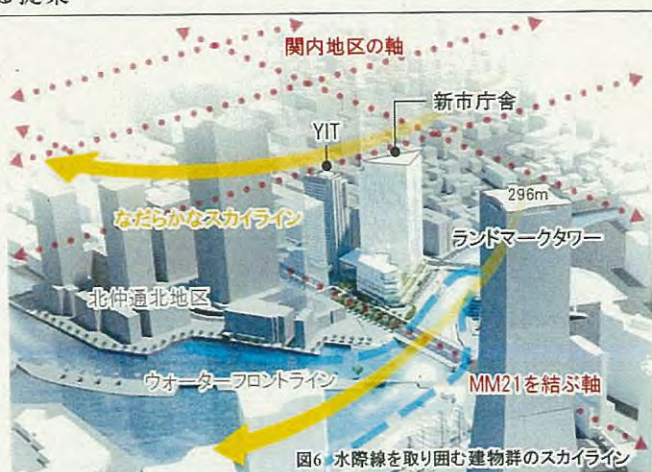 る提案
関内地区の軸
新市庁舎
YIT
296m
なだらかなスカイライン
ランドマークタワー
北仲通北地区
ウォーターフロントライン
MM21を結ぶ軸
図6 水際線を取り囲む建物群のスカイライン